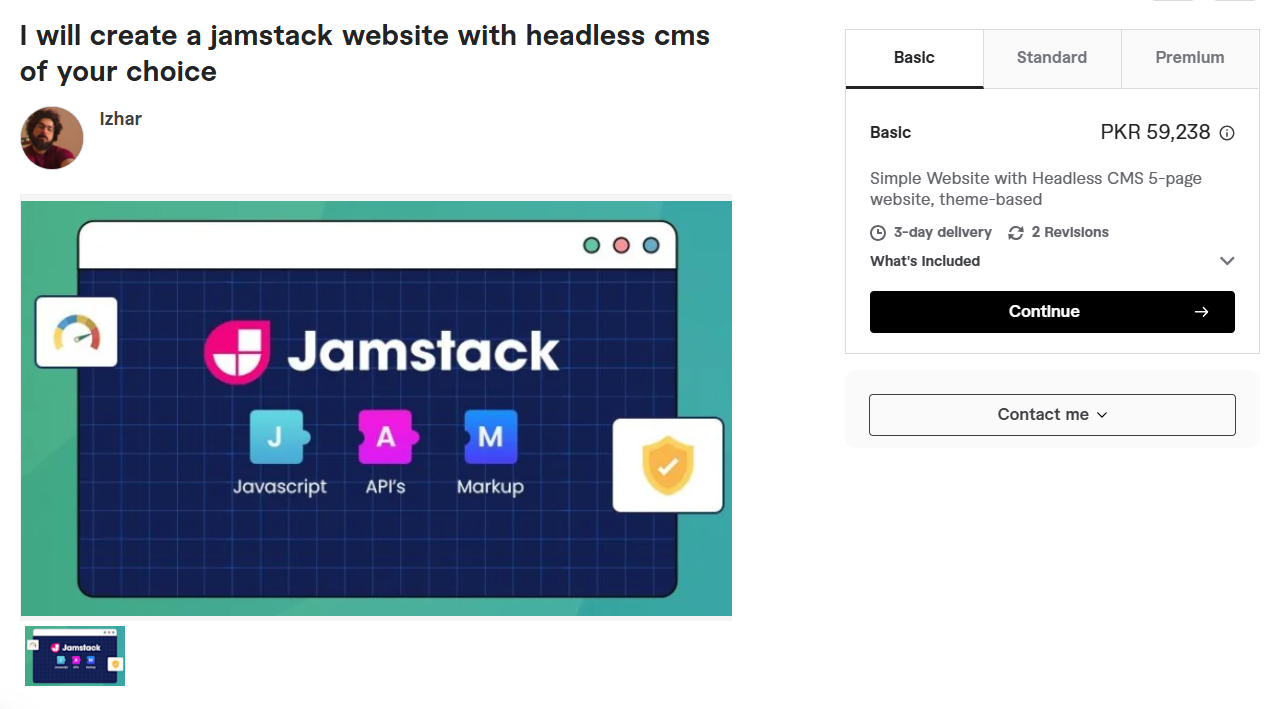 I will create a jamstack website with headless cms
of your choice
Izhar
Jamstack
J
A
M
Javascript
API's
Markup
Jamstack
Basic
Standard
Premium
Basic
PKR 59,238
Simple Website with Headless CMS 5-page
website, theme-based
3-day delivery
2 Revisions
What's Included
Continue
Contact me